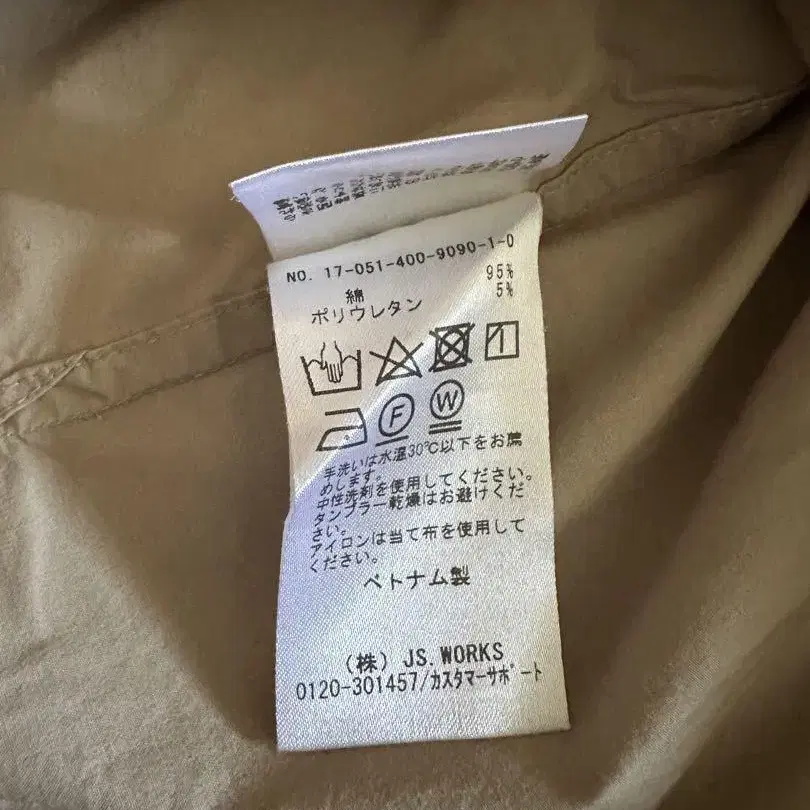 NO. 17-051-400-9090-1-0
綿 95%
ポリウレタン 5%
F W
手洗いは水温30℃以下をお薦
めします。
中性洗剤を使用してください。
タンブラー乾燥はお避けくだ
さい。
アイロンは当て布を使用して
ください。
ベトナム製
(株) JS.WORKS
0120-301457/カスタマーサポート